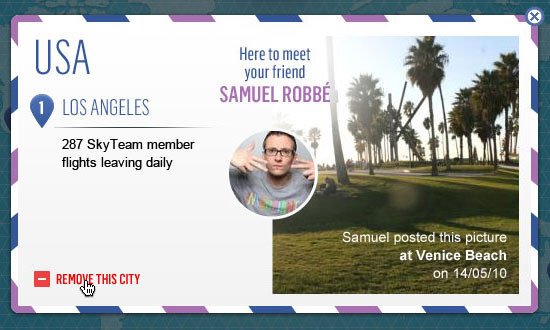 USA
1
LOS ANGELES
287 SkyTeam member
flights leaving daily
REMOVE THIS CITY
Here to meet
your friend
SAMUEL ROBBÉ
Samuel posted this picture
at Venice Beach
on 14/05/10